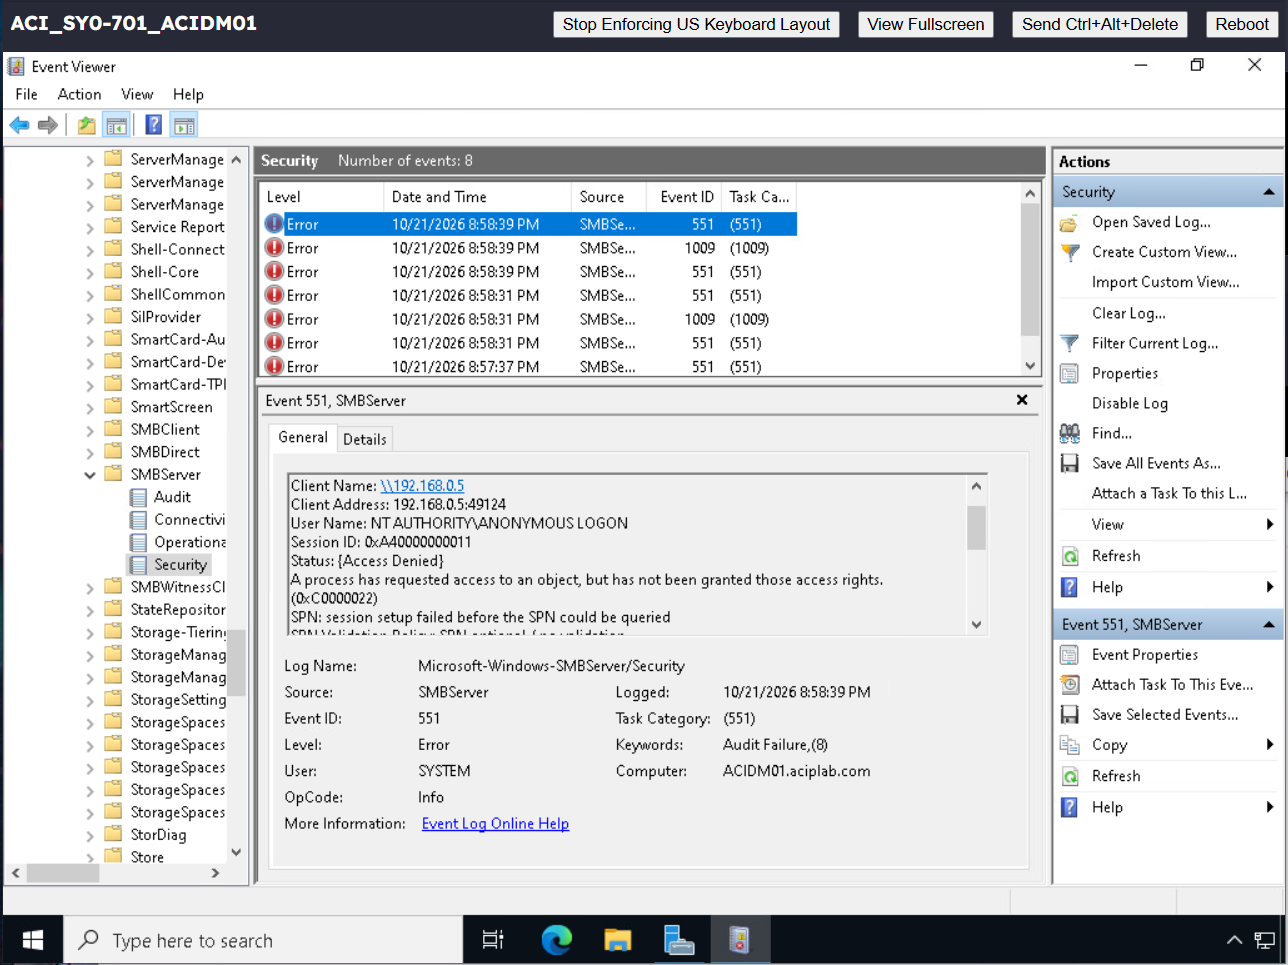 ACI_SY0-701_ACIDM01
Stop Enforcing US Keyboard Layout
View Fullscreen
Send Ctrl+Alt+Delete
Reboot
Event Viewer
File Action View Help
ServerManage
ServerManage
ServerManage
Service Report
Shell-Connect
Shell-Core
ShellCommon
SilProvider
SmartCard-Au
SmartCard-De
SmartCard-TPI
SmartScreen
SMBClient
SMBDirect
SMBServer
Audit
Connectivi
Operationa
Security
SMBWitnessCl
StateRepositor
Storage-Tiering
StorageManag
StorageManag
StorageSetting
StorageSpaces
StorageSpaces
StorageSpaces
StorageSpaces
StorageSpaces
StorDiag
Store
Security Number of events: 8
Level Date and Time Source Event ID Task Ca...
Error 10/21/2026 8:58:39 PM SMBSe... 551 (551)
Error 10/21/2026 8:58:39 PM SMBSe... 1009 (1009)
Error 10/21/2026 8:58:39 PM SMBSe... 551 (551)
Error 10/21/2026 8:58:31 PM SMBSe... 551 (551)
Error 10/21/2026 8:58:31 PM SMBSe... 1009 (1009)
Error 10/21/2026 8:58:31 PM SMBSe... 551 (551)
Error 10/21/2026 8:57:37 PM SMBSe... 551 (551)
Event 551, SMBServer
General Details
Client Name: \\192.168.0.5
Client Address: 192.168.0.5:49124
User Name: NT AUTHORITY\ANONYMOUS LOGON
Session ID: 0xA40000000011
Status: {Access Denied}
A process has requested access to an object, but has not been granted those access rights.
(0xC0000022)
SPN: session setup failed before the SPN could be queried
SPN Validation Policy: SPN optional / no validation
Log Name: Microsoft-Windows-SMBServer/Security
Source: SMBServer Logged: 10/21/2026 8:58:39 PM
Event ID: 551 Task Category: (551)
Level: Error Keywords: Audit Failure,(8)
User: SYSTEM Computer: ACIDM01.aciplab.com
OpCode: Info
More Information: Event Log Online Help
Actions
Security
Open Saved Log...
Create Custom View...
Import Custom View...
Clear Log...
Filter Current Log...
Properties
Disable Log
Find...
Save All Events As...
Attach a Task To this L...
View
Refresh
Help
Event 551, SMBServer
Event Properties
Attach Task To This Eve...
Save Selected Events...
Copy
Refresh
Help
Type here to search